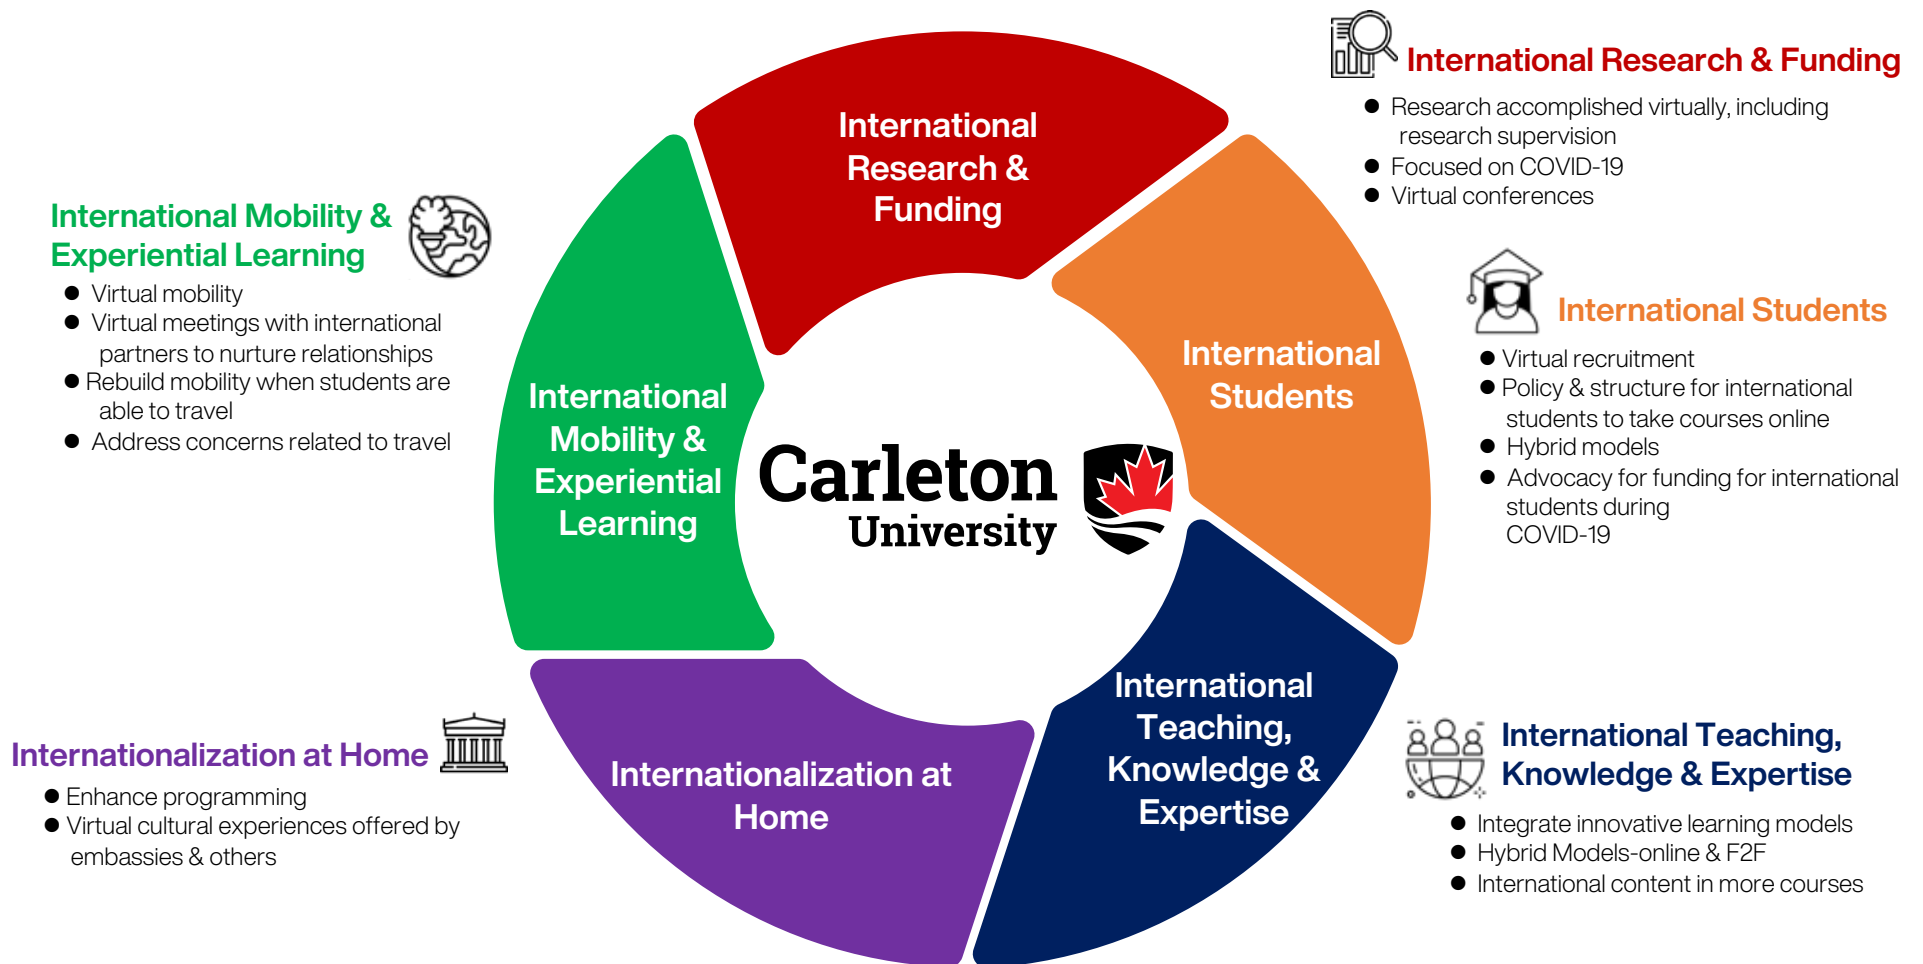 International Research & Funding
● Research accomplished virtually, including
research supervision
● Focused on COVID-19
● Virtual conferences
International
Research &
Funding
International Mobility &
Experiential Learning
● Virtual mobility
● Virtual meetings with international
partners to nurture relationships
● Rebuild mobility when students are
able to travel
● Address concerns related to travel
International Students
● Virtual recruitment
● Policy & structure for international
students to take courses online
● Hybrid models
● Advocacy for funding for international
students during
COVID-19
International
Students
International
Mobility &
Experiential
Learning
Carleton
University
International
Teaching,
Knowledge &
Expertise
Internationalization at
Home
Internationalization at Home
● Enhance programming
● Virtual cultural experiences offered by
embassies & others
International Teaching,
Knowledge & Expertise
● Integrate innovative learning models
● Hybrid Models-online & F2F
● International content in more courses